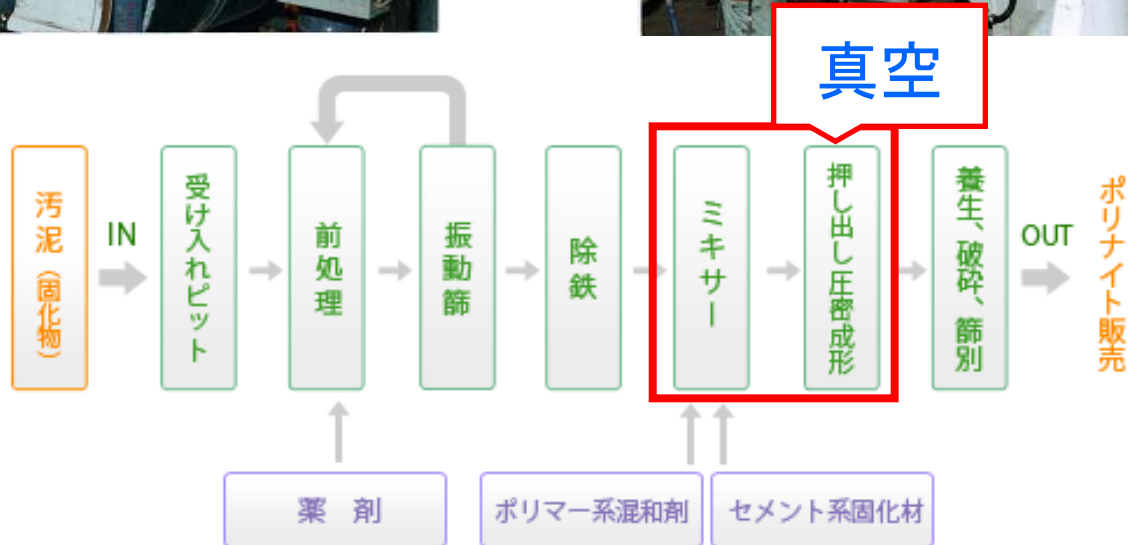 真空
汚泥（固化物）
IN
受け入れピット
前処理
振動篩
除鉄
ミキサー
押し出し圧密成形
養生、破砕、篩別
OUT
ポリナイト販売
薬 剤
ポリマー系混和剤
セメント系固化材